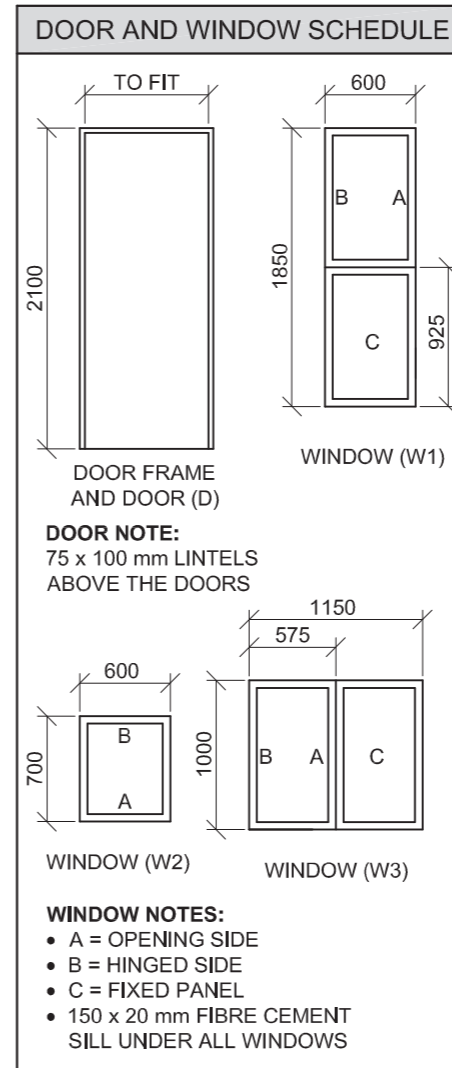 DOOR AND WINDOW SCHEDULE
TO FIT
2100
DOOR FRAME
AND DOOR (D)
600
1850
B A
C
925
WINDOW (W1)
DOOR NOTE:
75 x 100 mm LINTELS
ABOVE THE DOORS
600
700
B
A
WINDOW (W2)
1150
575
1000
B A C
WINDOW (W3)
WINDOW NOTES:
• A = OPENING SIDE
• B = HINGED SIDE
• C = FIXED PANEL
• 150 x 20 mm FIBRE CEMENT
SILL UNDER ALL WINDOWS